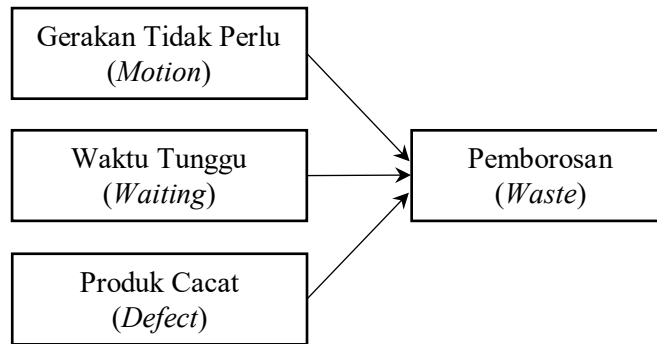 Gerakan Tidak Perlu
(Motion)
Waktu Tunggu
(Waiting)
Pemborosan
(Waste)
Produk Cacat
(Defect)